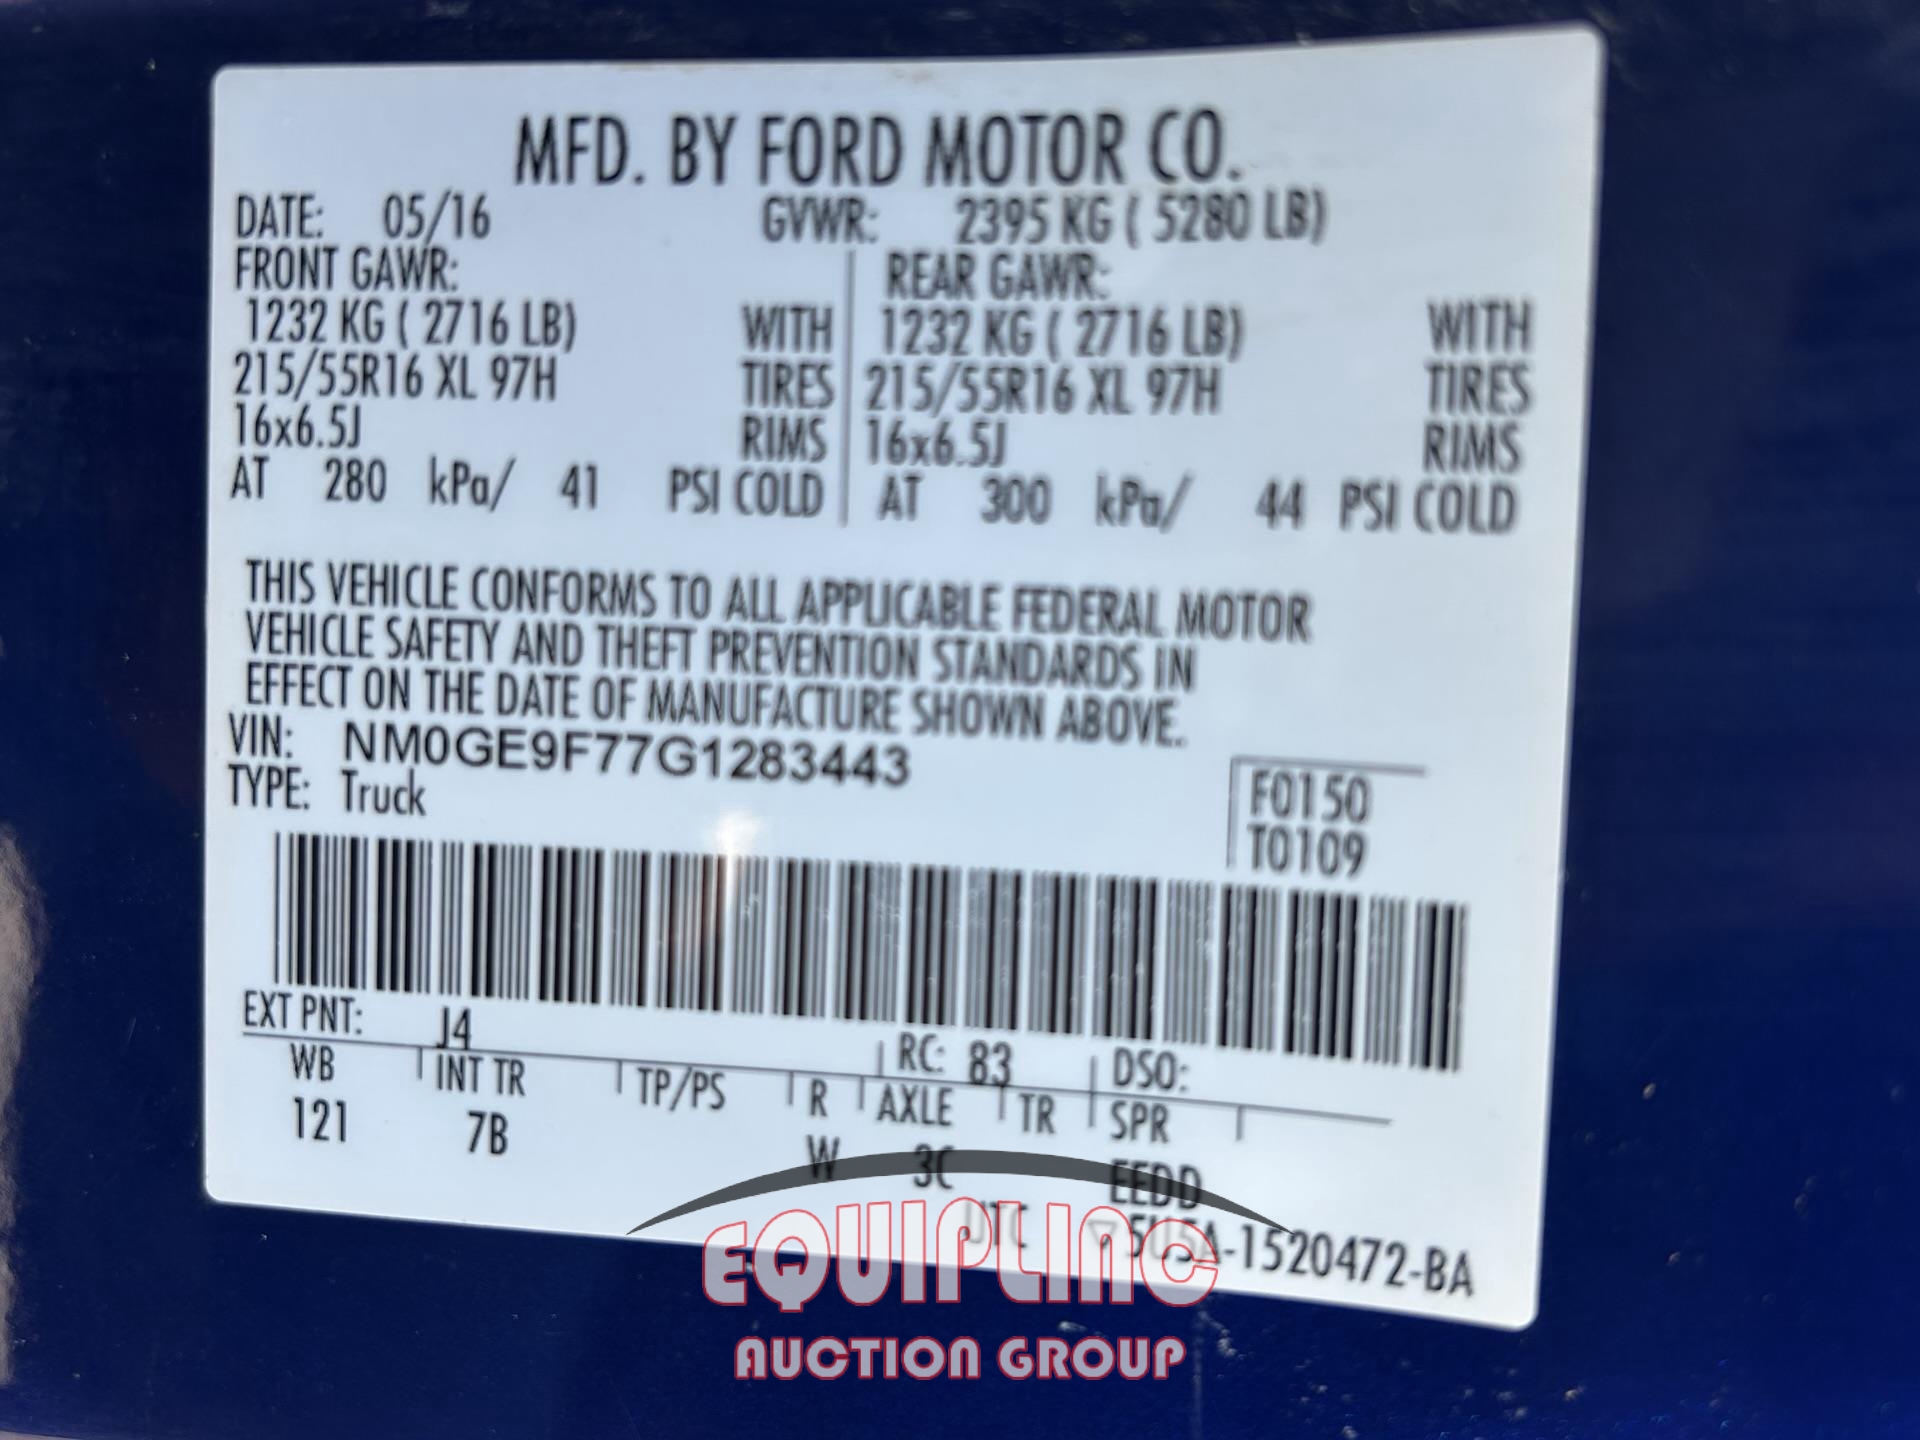 MFD. BY FORD MOTOR CO.
DATE: 05/16 GVWR: 2395 KG ( 5280 LB)
FRONT GAWR: REAR GAWR:
1232 KG ( 2716 LB) WITH 1232 KG ( 2716 LB) WITH
215/55R16 XL 97H TIRES 215/55R16 XL 97H TIRES
16x6.5J RIMS 16x6.5J RIMS
AT 280 kPa/ 41 PSI COLD AT 300 kPa/ 44 PSI COLD
THIS VEHICLE CONFORMS TO ALL APPLICABLE FEDERAL MOTOR
VEHICLE SAFETY AND THEFT PREVENTION STANDARDS IN
EFFECT ON THE DATE OF MANUFACTURE SHOWN ABOVE.
VIN: NM0GE9F77G1283443
TYPE: Truck
F0150
T0109
EXT PNT: J4 RC: 83 DSO:
WB INT TR TP/PS R AXLE TR SPR
121 7B W 3C EEDD
UTC ▽5U5A-1520472-BA
EQUIPLINC
AUCTION GROUP